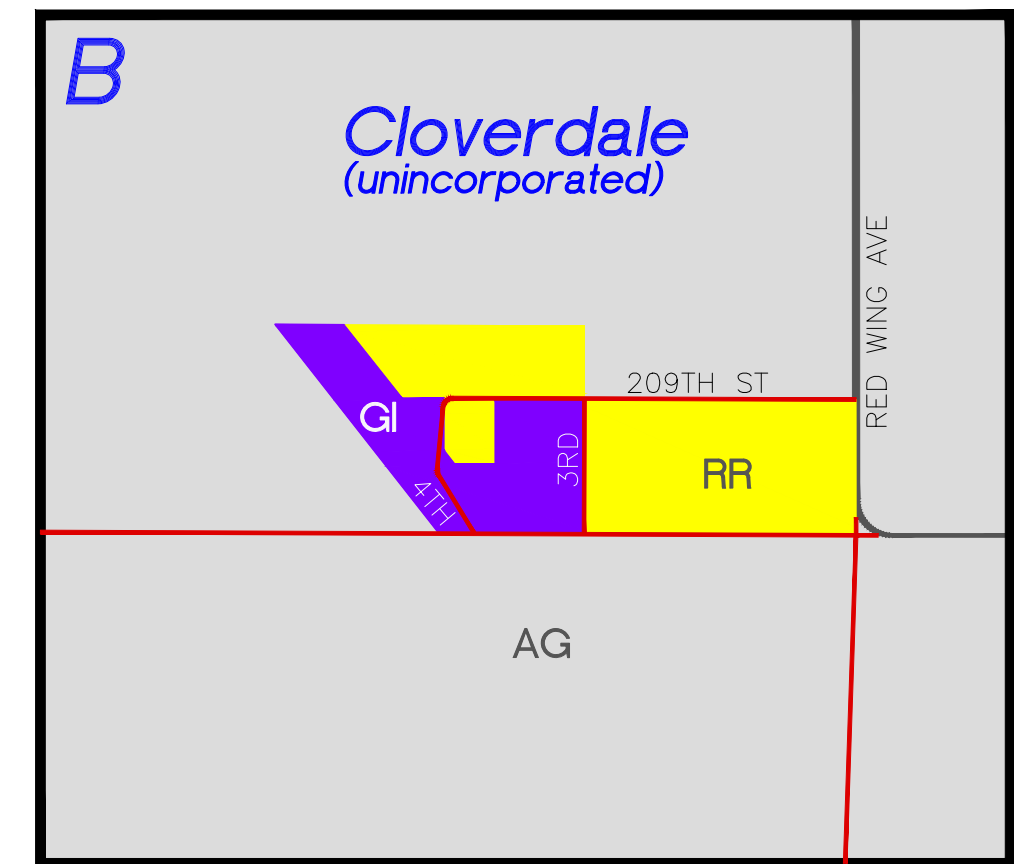 B
Cloverdale
(unincorporated)
RED WING AVE
209TH ST
GI
3RD
RR
4TH
AG